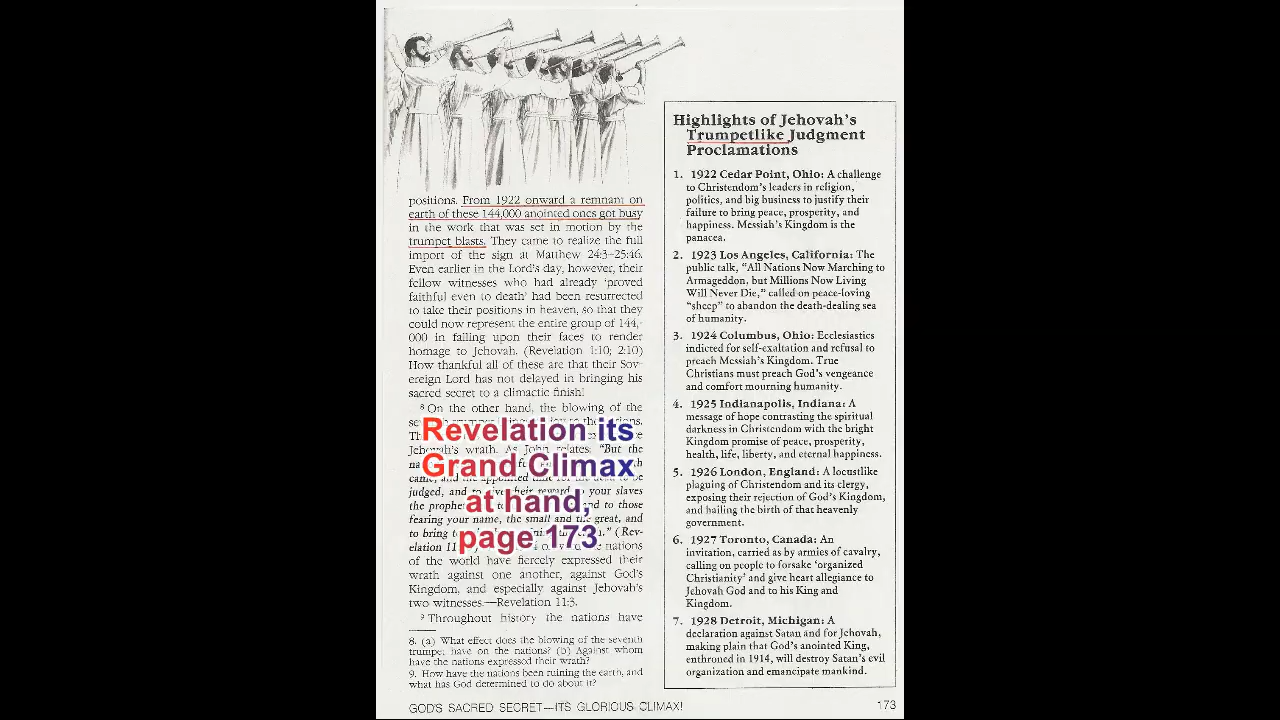 positions. From 1922 onward a remnant on
earth of these 144,000 anointed ones got busy
in the work that was set in motion by the
trumpet blasts. They came to realize the full
import of the sign at Matthew 24:3–25:46.
Even earlier in the Lord's day, however, their
fellow witnesses who had already 'proved
faithful even to death' had been resurrected
to take their positions in heaven, so that they
could now represent the entire group of 144,-
000 in falling upon their faces to render
homage to Jehovah. (Revelation 1:10; 2:10)
How thankful all of these are that their Sov-
ereign Lord has not delayed in bringing his
sacred secret to a climactic finish!
8 On the other hand, the blowing of the
Jehovah's wrath. As John relates: "But the
judged, and to give their reward to your slaves
the prophets and to those
fearing your name, the small and the great, and
to bring to (Rev-
elation 11 nations
of the world have fiercely expressed their
wrath against one another, against God's
Kingdom, and especially against Jehovah's
two witnesses.—Revelation 11:3.
9 Throughout history the nations have
8. (a) What effect does the blowing of the seventh
trumpet have on the nations? (b) Against whom
have the nations expressed their wrath?
9. How have the nations been ruining the earth, and
what has God determined to do about it?
GOD'S SACRED SECRET—ITS GLORIOUS CLIMAX!
Revelation its
Grand Climax
at hand,
page 173
Highlights of Jehovah's
Trumpetlike Judgment
Proclamations
1. 1922 Cedar Point, Ohio: A challenge
to Christendom's leaders in religion,
politics, and big business to justify their
failure to bring peace, prosperity, and
happiness. Messiah's Kingdom is the
panacea.
2. 1923 Los Angeles, California: The
public talk, "All Nations Now Marching to
Armageddon, but Millions Now Living
Will Never Die," called on peace-loving
"sheep" to abandon the death-dealing sea
of humanity.
3. 1924 Columbus, Ohio: Ecclesiastics
indicted for self-exaltation and refusal to
preach Messiah's Kingdom. True
Christians must preach God's vengeance
and comfort mourning humanity.
4. 1925 Indianapolis, Indiana: A
message of hope contrasting the spiritual
darkness in Christendom with the bright
Kingdom promise of peace, prosperity,
health, life, liberty, and eternal happiness.
5. 1926 London, England: A locustlike
plaguing of Christendom and its clergy,
exposing their rejection of God's Kingdom,
and hailing the birth of that heavenly
government.
6. 1927 Toronto, Canada: An
invitation, carried as by armies of cavalry,
calling on people to forsake 'organized
Christianity' and give heart allegiance to
Jehovah God and to his King and
Kingdom.
7. 1928 Detroit, Michigan: A
declaration against Satan and for Jehovah,
making plain that God's anointed King,
enthroned in 1914, will destroy Satan's evil
organization and emancipate mankind.
173